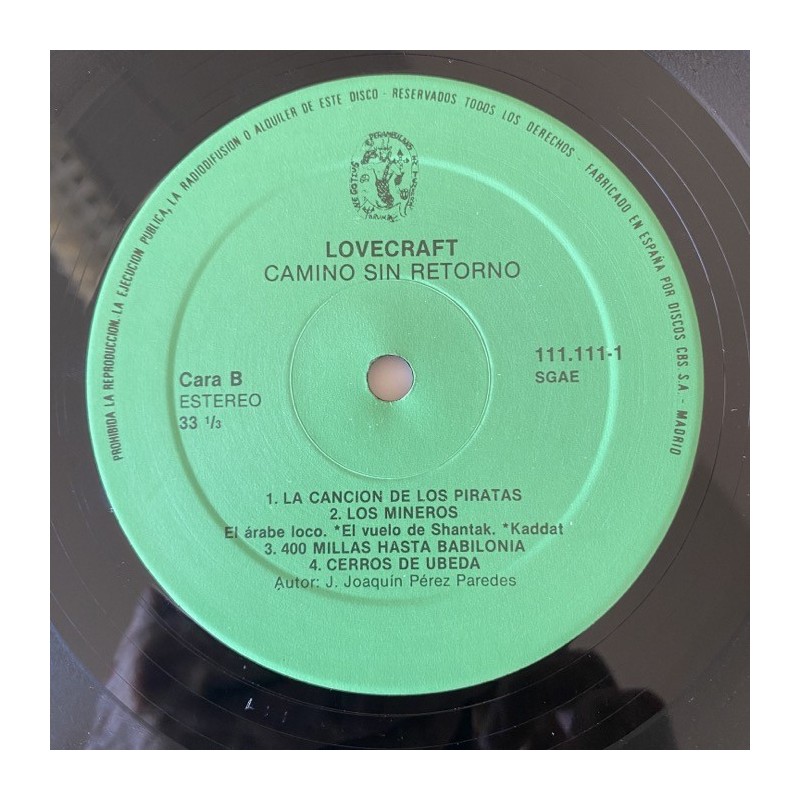 PROHIBIDA LA REPRODUCCION, LA EJECUCION PUBLICA, LA RADIODIFUSION O ALQUILER DE ESTE DISCO - RESERVADOS TODOS LOS DERECHOS - FABRICADO EN ESPAÑA POR DISCOS CBS S.A. - MADRID
LOVECRAFT
CAMINO SIN RETORNO
Cara B
ESTEREO
33 1/3
111.111-1
SGAE
1. LA CANCION DE LOS PIRATAS
2. LOS MINEROS
El árabe loco. *El vuelo de Shantak. *Kaddat
3. 400 MILLAS HASTA BABILONIA
4. CERROS DE UBEDA
Autor: J. Joaquín Pérez Paredes